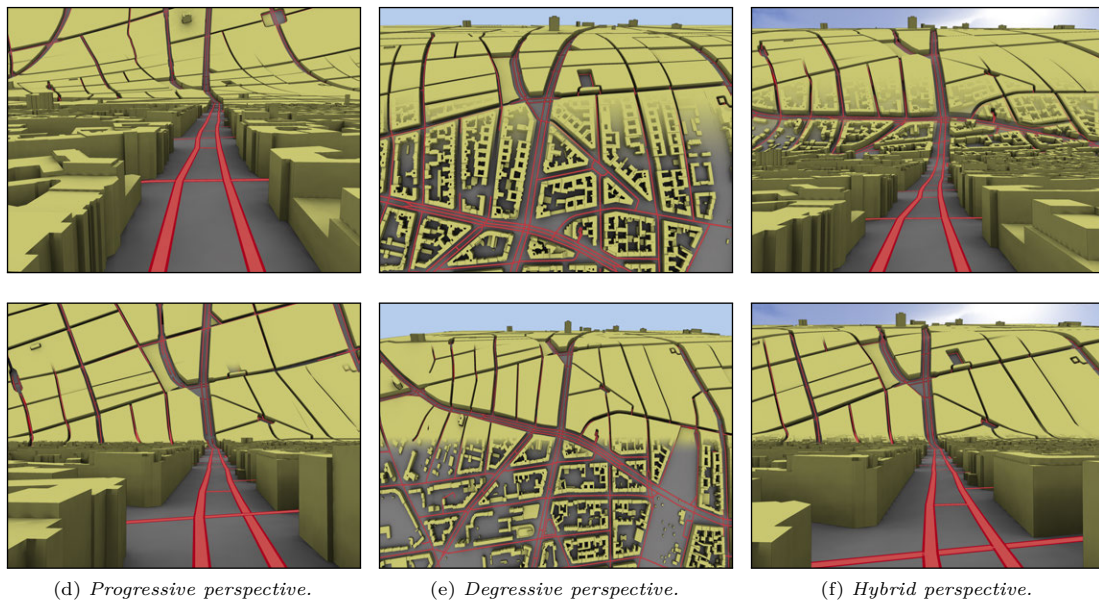 (d) Progressive perspective.
(e) Degressive perspective.
(f) Hybrid perspective.